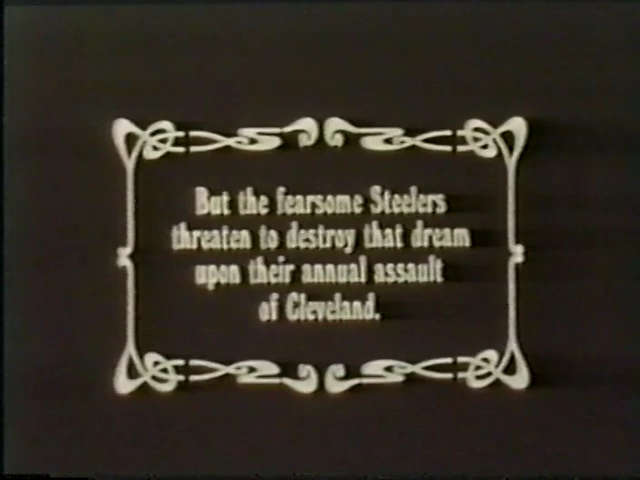 But the fearsome Steelers
threaten to destroy that dream
upon their annual assault
of Cleveland.